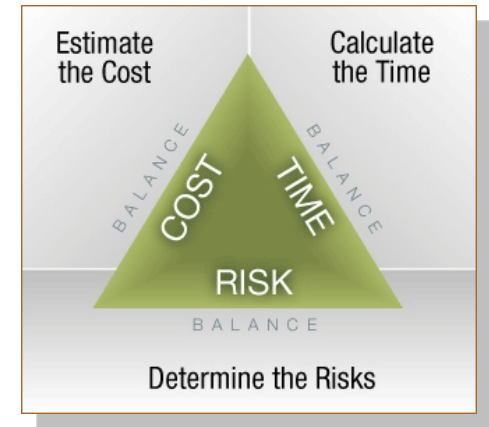 Estimate
the Cost
Calculate
the Time
BALANCE
BALANCE
COST
TIME
RISK
BALANCE
Determine the Risks